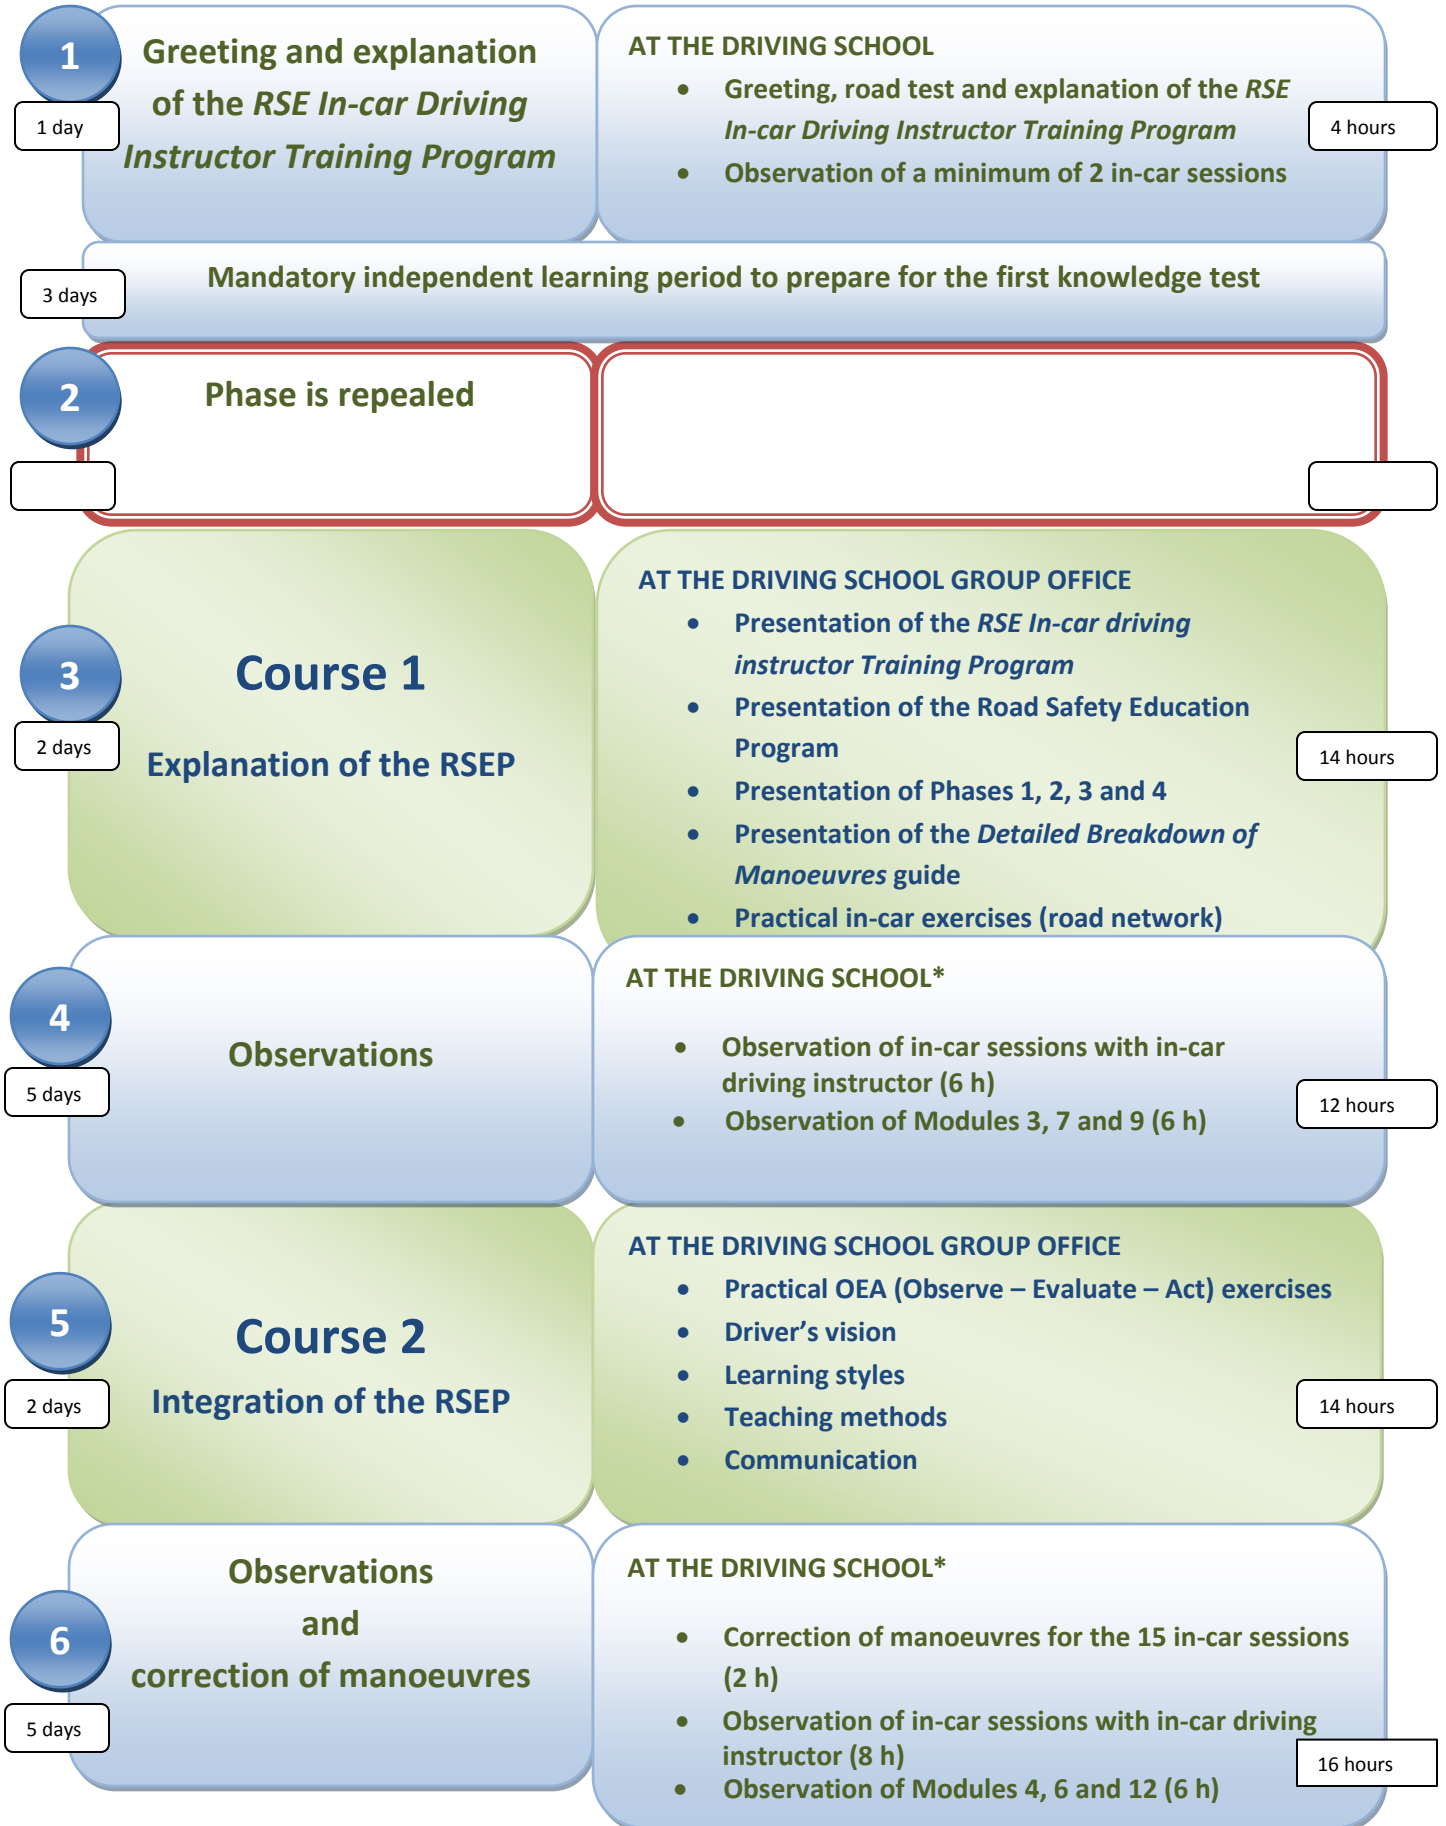 1
1 day
Greeting and explanation
of the RSE In-car Driving
Instructor Training Program
AT THE DRIVING SCHOOL
• Greeting, road test and explanation of the RSE
In-car Driving Instructor Training Program
• Observation of a minimum of 2 in-car sessions
4 hours
3 days
Mandatory independent learning period to prepare for the first knowledge test
2
Phase is repealed
3
2 days
Course 1
Explanation of the RSEP
AT THE DRIVING SCHOOL GROUP OFFICE
• Presentation of the RSE In-car driving
instructor Training Program
• Presentation of the Road Safety Education
Program
• Presentation of Phases 1, 2, 3 and 4
• Presentation of the Detailed Breakdown of
Manoeuvres guide
• Practical in-car exercises (road network)
14 hours
4
5 days
Observations
AT THE DRIVING SCHOOL*
• Observation of in-car sessions with in-car
driving instructor (6 h)
• Observation of Modules 3, 7 and 9 (6 h)
12 hours
5
2 days
Course 2
Integration of the RSEP
AT THE DRIVING SCHOOL GROUP OFFICE
• Practical OEA (Observe – Evaluate – Act) exercises
• Driver’s vision
• Learning styles
• Teaching methods
• Communication
14 hours
6
5 days
Observations
and
correction of manoeuvres
AT THE DRIVING SCHOOL*
• Correction of manoeuvres for the 15 in-car sessions
(2 h)
• Observation of in-car sessions with in-car driving
instructor (8 h)
• Observation of Modules 4, 6 and 12 (6 h)
16 hours